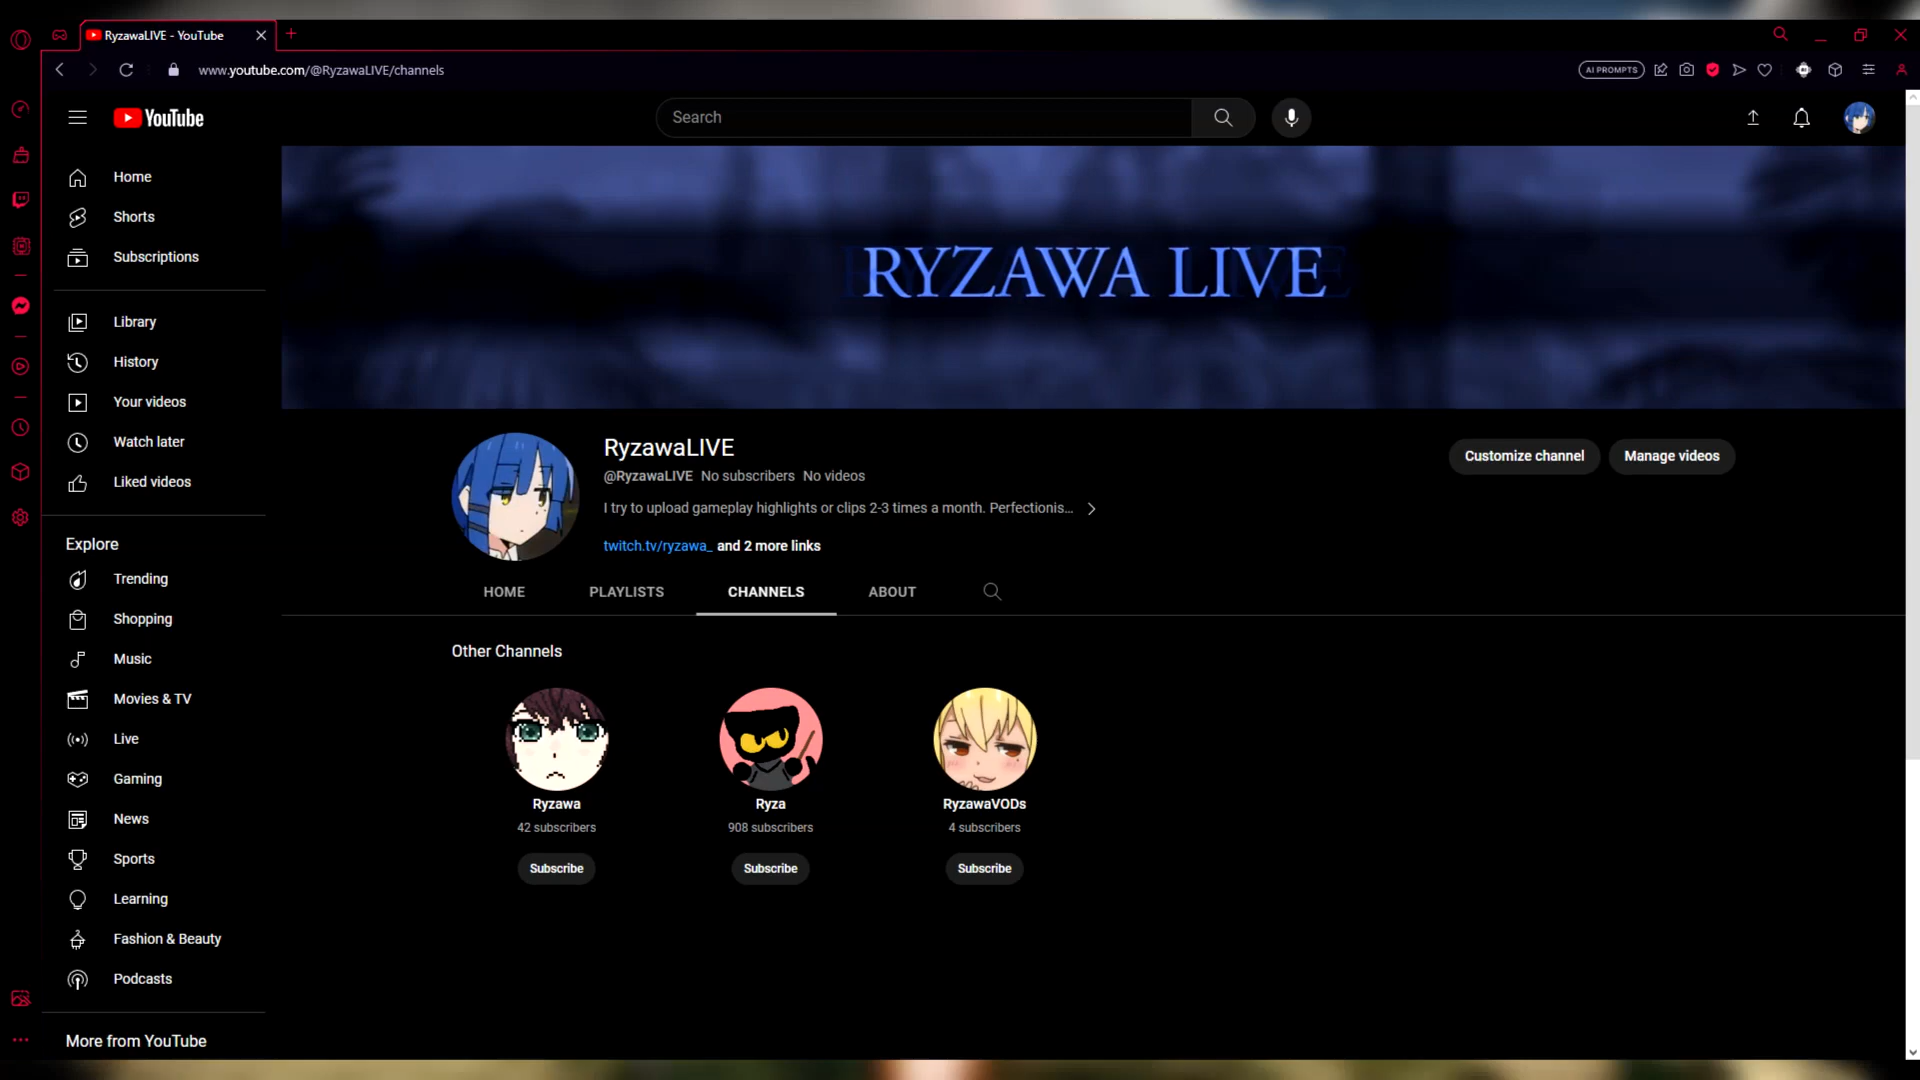 RyzawaLIVE - YouTube
www.youtube.com/@RyzawaLIVE/channels
AI PROMPTS
YouTube
Search
Home
Shorts
Subscriptions
Library
History
Your videos
Watch later
Liked videos
Explore
Trending
Shopping
Music
Movies & TV
Live
Gaming
News
Sports
Learning
Fashion & Beauty
Podcasts
More from YouTube
RYZAWA LIVE
RyzawaLIVE
@RyzawaLIVE No subscribers No videos
I try to upload gameplay highlights or clips 2-3 times a month. Perfectionis...
twitch.tv/ryzawa_ and 2 more links
Customize channel
Manage videos
HOME
PLAYLISTS
CHANNELS
ABOUT
Other Channels
Ryzawa
42 subscribers
Subscribe
Ryza
908 subscribers
Subscribe
RyzawaVODs
4 subscribers
Subscribe